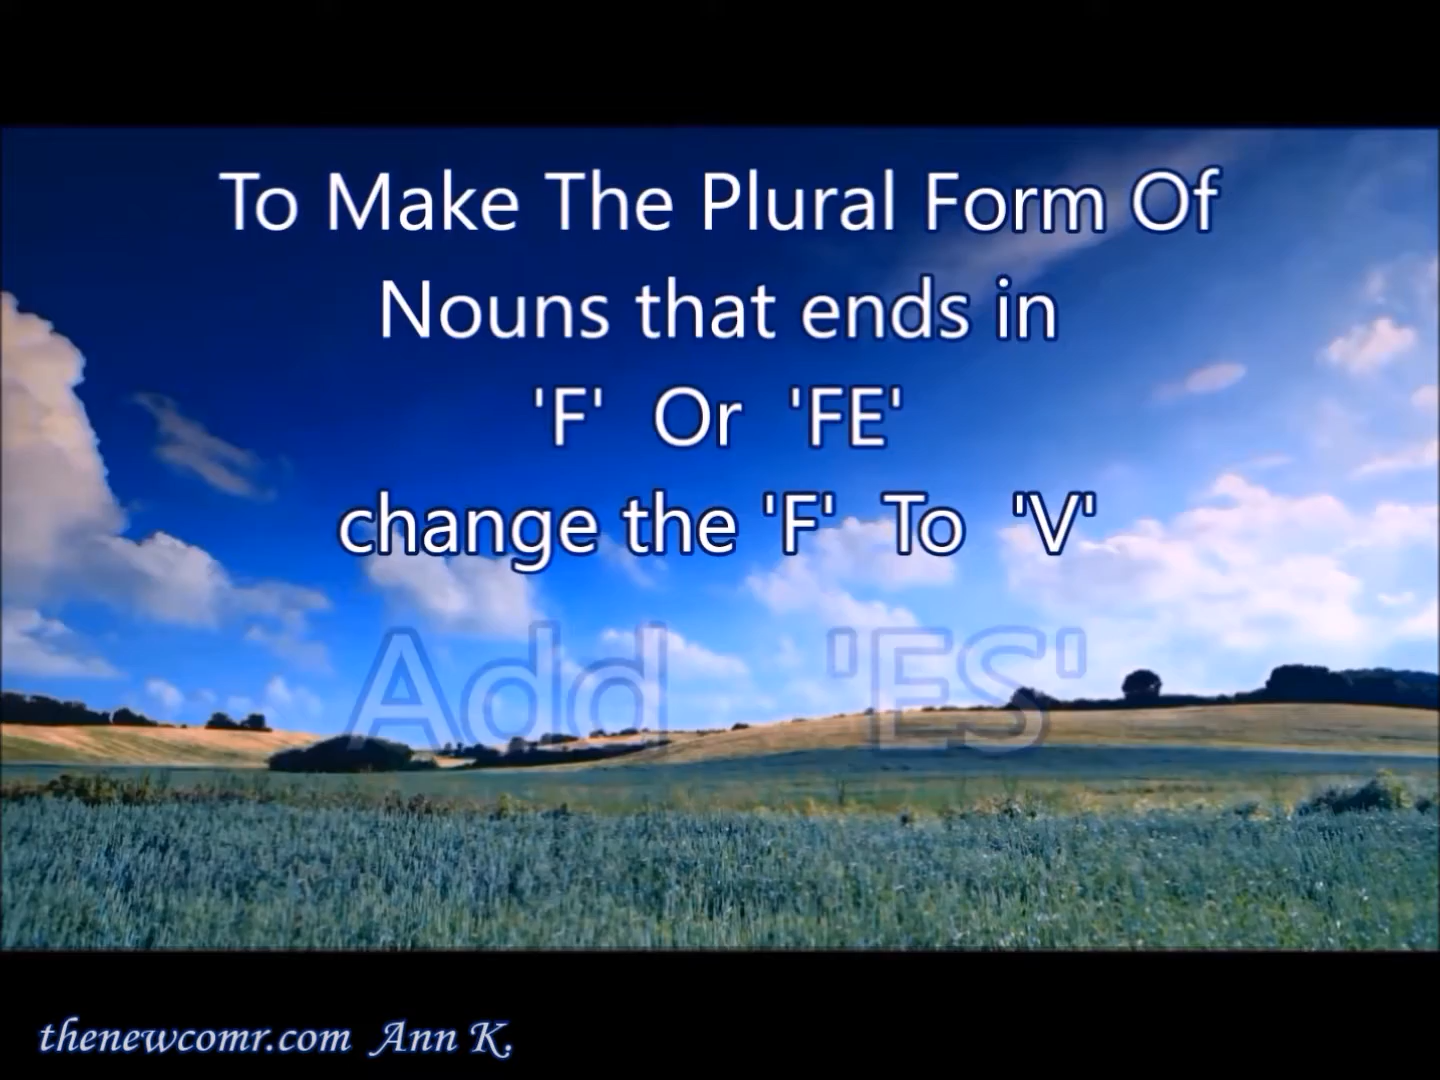 To Make The Plural Form Of
Nouns that ends in
'F' Or 'FE'
change the 'F' To 'V'
Add 'ES'
thenewcomr.com Ann K.